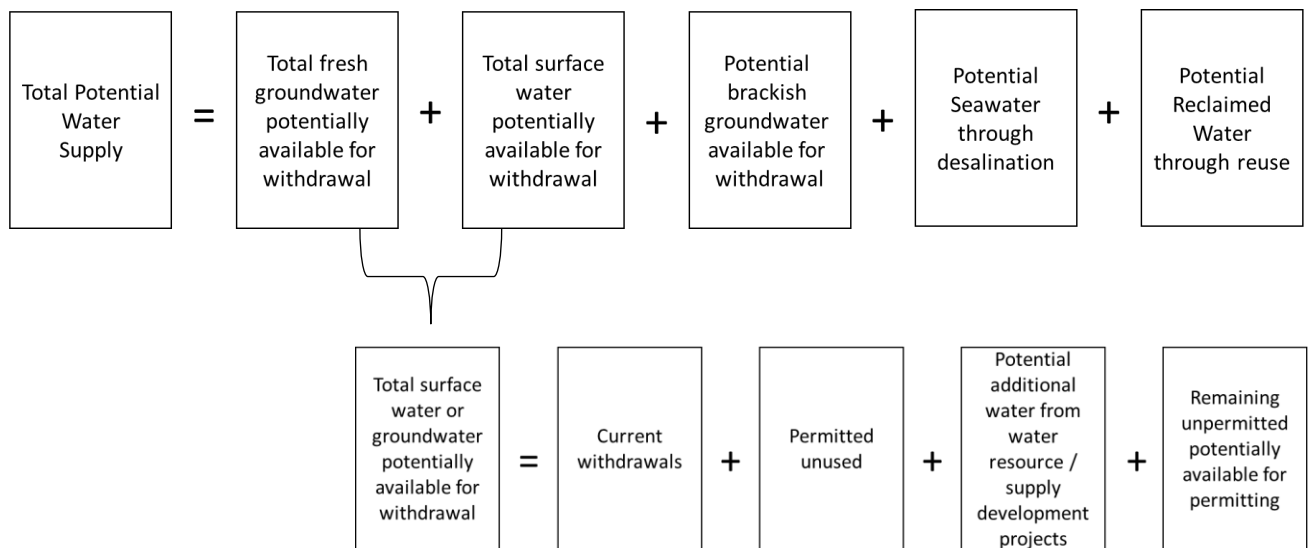 Total Potential
Water
Supply
=
Total fresh
groundwater
potentially
available for
withdrawal
+
Total surface
water
potentially
available for
withdrawal
+
Potential
brackish
groundwater
available for
withdrawal
+
Potential
Seawater
through
desalination
+
Potential
Reclaimed
Water
through reuse
Total surface
water or
groundwater
potentially
available for
withdrawal
=
Current
withdrawals
+
Permitted
unused
+
Potential
additional
water from
water
resource /
supply
development
projects
+
Remaining
unpermitted
potentially
available for
permitting